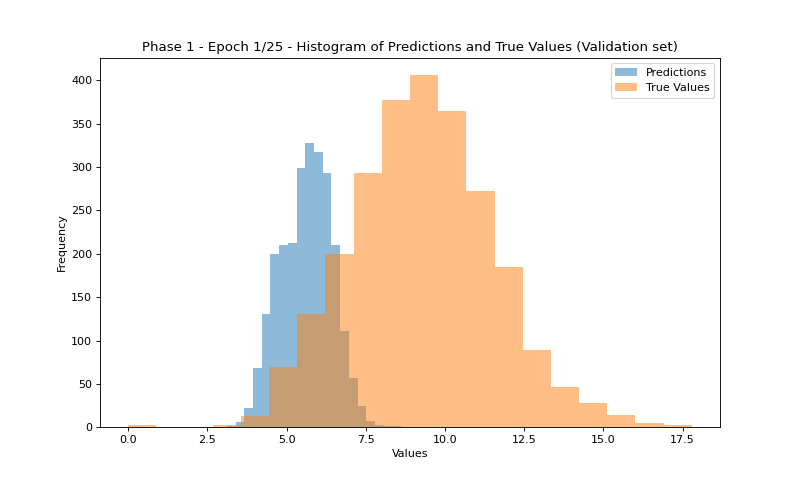 Phase 1 - Epoch 1/25 - Histogram of Predictions and True Values (Validation set)
Predictions
True Values
Frequency
400
350
300
250
200
150
100
50
0
0.0 2.5 5.0 7.5 10.0 12.5 15.0 17.5
Values